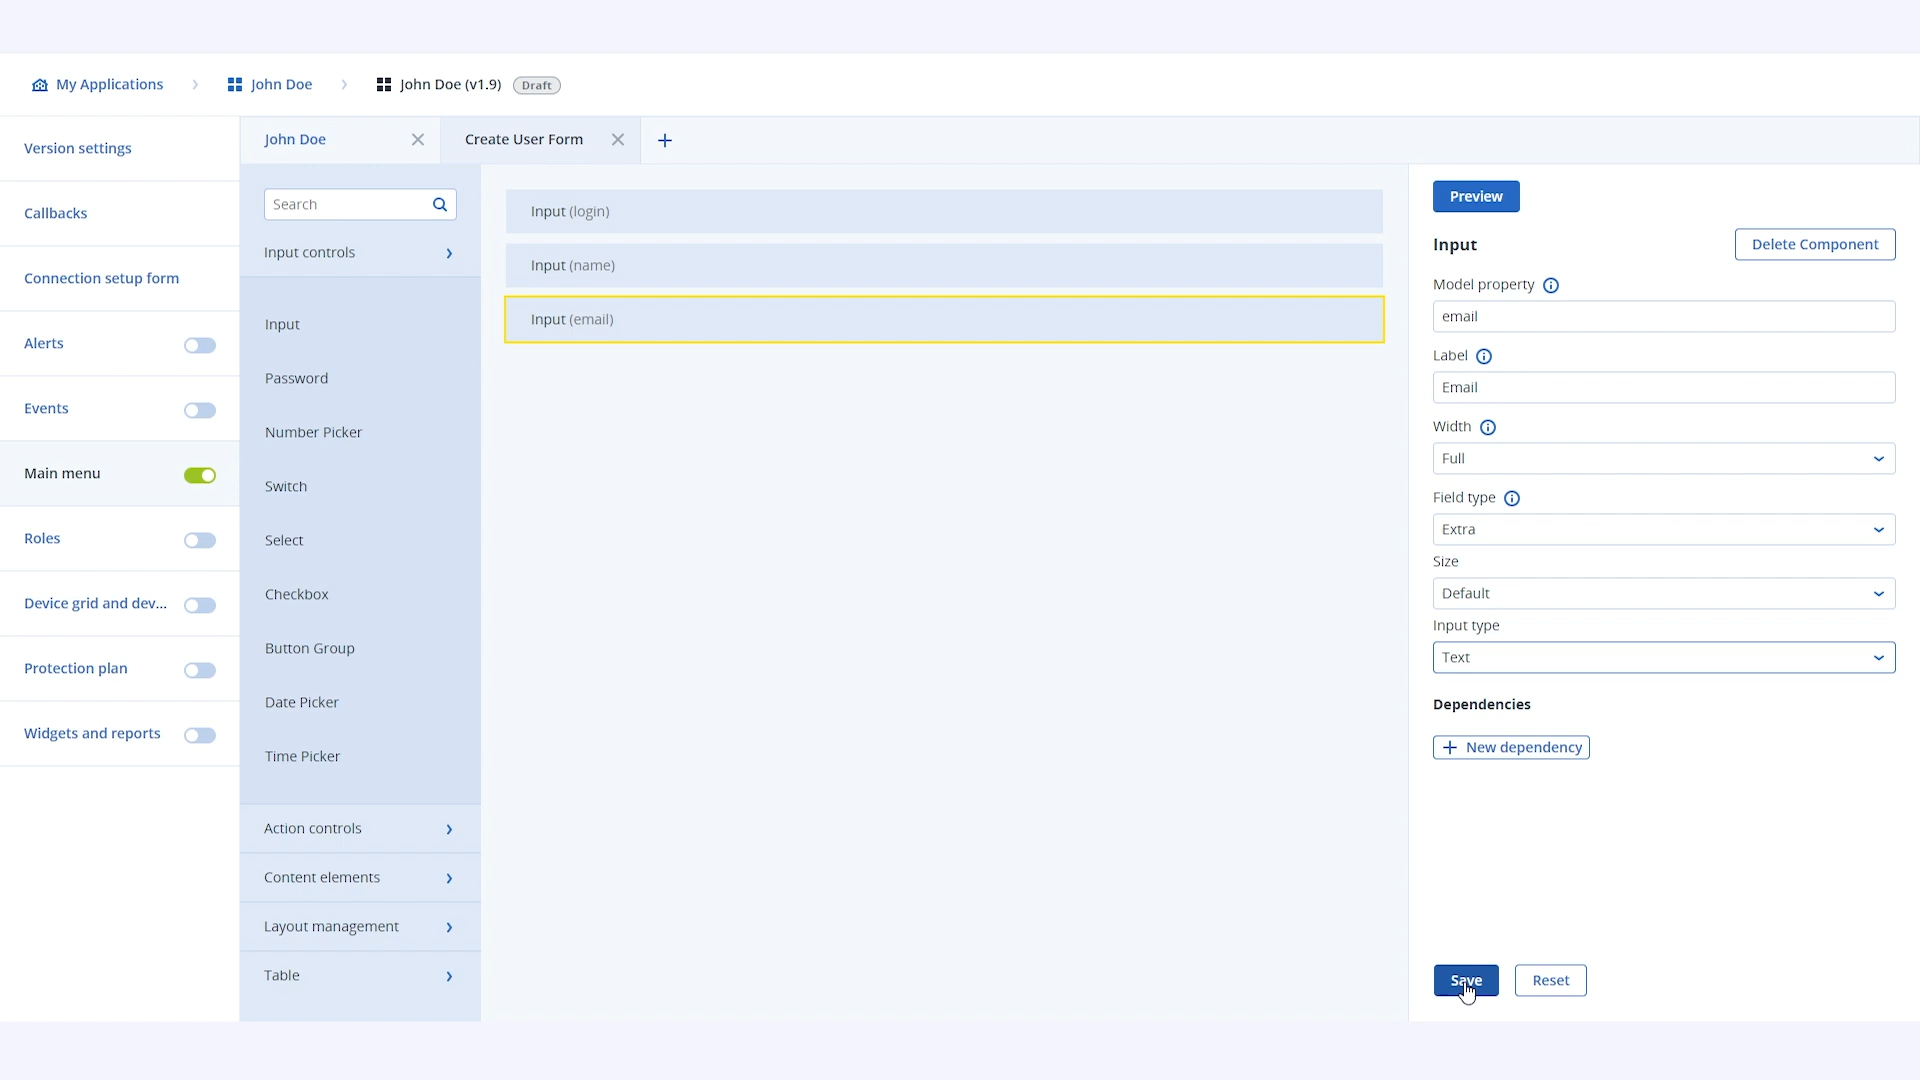 My Applications
John Doe
John Doe (v1.9)
Draft
Version settings
Callbacks
Connection setup form
Alerts
Events
Main menu
Roles
Device grid and dev...
Protection plan
Widgets and reports
John Doe
Create User Form
Search
Input controls
Input
Password
Number Picker
Switch
Select
Checkbox
Button Group
Date Picker
Time Picker
Action controls
Content elements
Layout management
Table
Input (login)
Input (name)
Input (email)
Preview
Input
Delete Component
Model property
email
Label
Email
Width
Full
Field type
Extra
Size
Default
Input type
Text
Dependencies
New dependency
Save
Reset